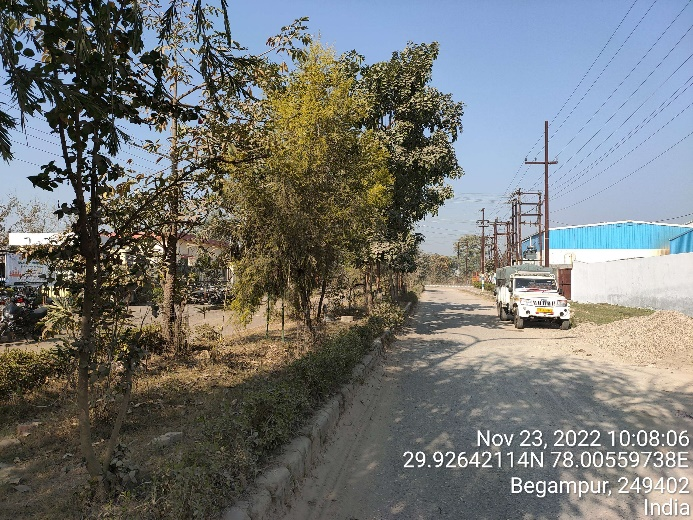 Nov 23, 2022 10:08:06
29.92642114N 78.00559738E
Begampur, 249402
India